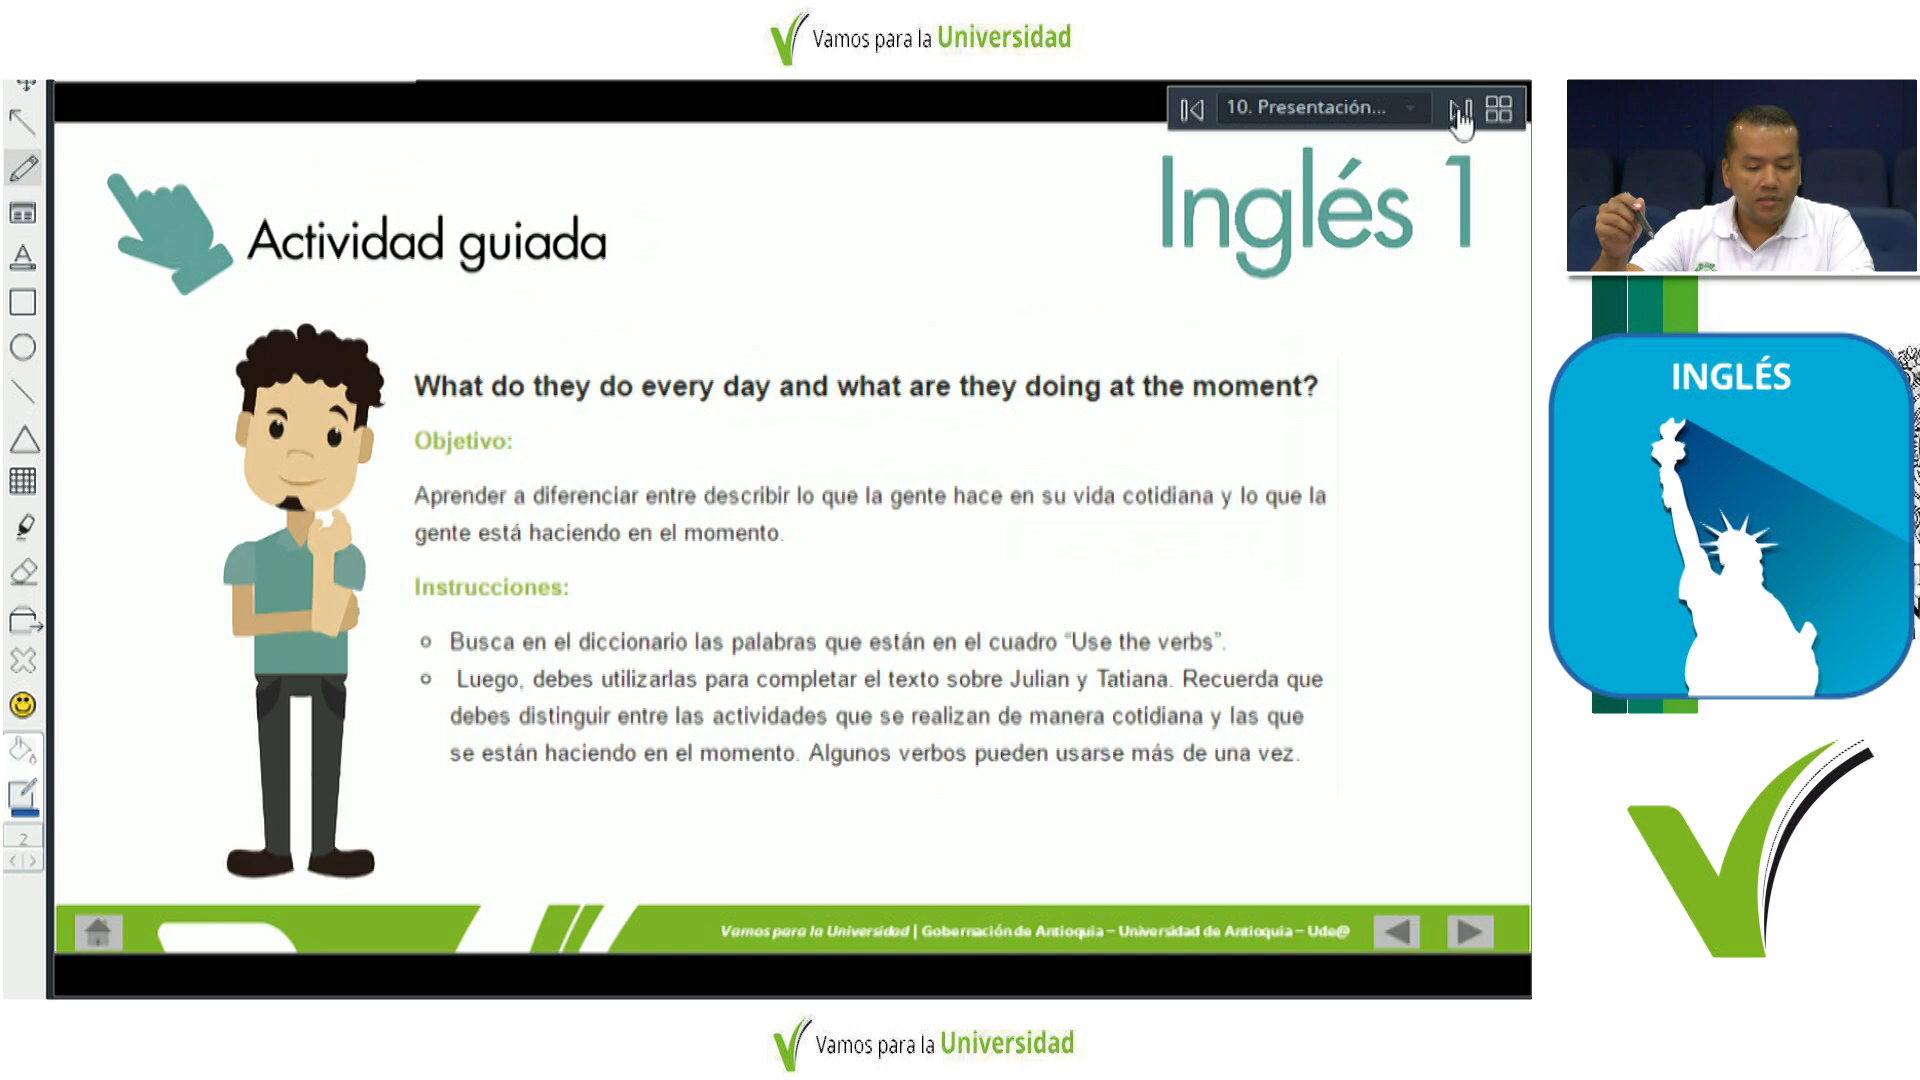 Vamos para la Universidad
10. Presentación...
Inglés 1
Actividad guiada
What do they do every day and what are they doing at the moment?
Objetivo:
Aprender a diferenciar entre describir lo que la gente hace en su vida cotidiana y lo que la
gente está haciendo en el momento.
Instrucciones:
Busca en el diccionario las palabras que están en el cuadro “Use the verbs”.
Luego, debes utilizarlas para completar el texto sobre Julian y Tatiana. Recuerda que
debes distinguir entre las actividades que se realizan de manera cotidiana y las que
se están haciendo en el momento. Algunos verbos pueden usarse más de una vez.
Vamos para la Universidad | Gobernación de Antioquia – Universidad de Antioquia – Ude@
INGLÉS
A
2
Vamos para la Universidad